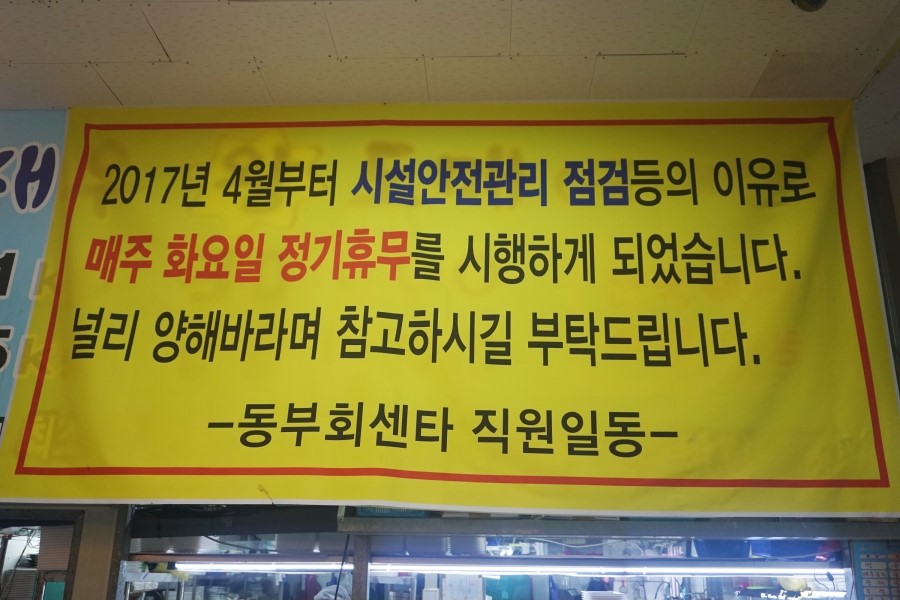 2017년 4월부터 시설안전관리 점검등의 이유로
매주 화요일 정기휴무를 시행하게 되었습니다.
널리 양해바라며 참고하시길 부탁드립니다.
-동부회센타 직원일동-